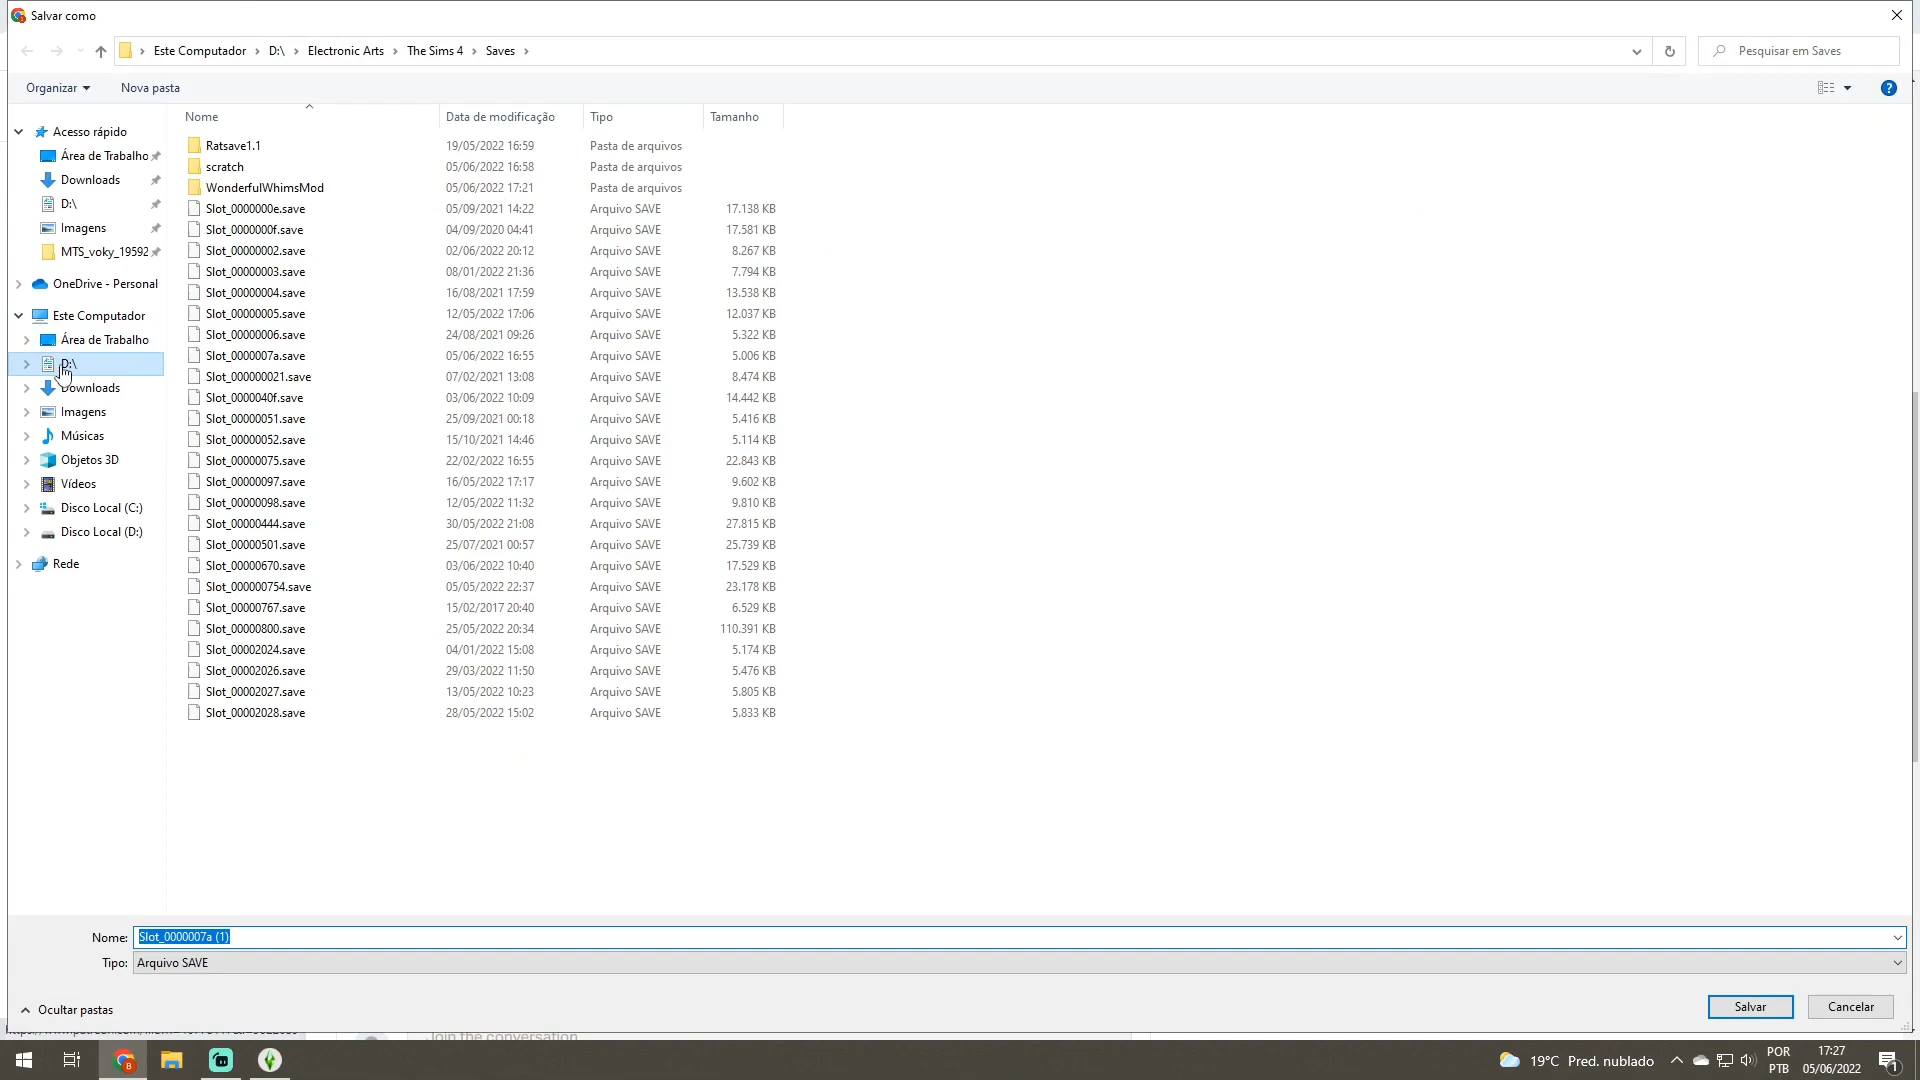 Salvar como
Este Computador > D:\ > Electronic Arts > The Sims 4 > Saves >
Pesquisar em Saves
Organizar
Nova pasta
Nome
Data de modificação
Tipo
Tamanho
Acesso rápido
Área de Trabalho
Downloads
D:\
Imagens
MTS_voky_19592
OneDrive - Personal
Este Computador
Área de Trabalho
D:\
Downloads
Imagens
Músicas
Objetos 3D
Vídeos
Disco Local (C:)
Disco Local (D:)
Rede
Ratsave1.1 19/05/2022 16:59 Pasta de arquivos
scratch 05/06/2022 16:58 Pasta de arquivos
WonderfulWhimsMod 05/06/2022 17:21 Pasta de arquivos
Slot_0000000e.save 05/09/2021 14:22 Arquivo SAVE 17.138 KB
Slot_0000000f.save 04/09/2020 04:41 Arquivo SAVE 17.581 KB
Slot_00000002.save 02/06/2022 20:12 Arquivo SAVE 8.267 KB
Slot_00000003.save 08/01/2022 21:36 Arquivo SAVE 7.794 KB
Slot_00000004.save 16/08/2021 17:59 Arquivo SAVE 13.538 KB
Slot_00000005.save 12/05/2022 17:06 Arquivo SAVE 12.037 KB
Slot_00000006.save 24/08/2021 09:26 Arquivo SAVE 5.322 KB
Slot_0000007a.save 05/06/2022 16:55 Arquivo SAVE 5.006 KB
Slot_000000021.save 07/02/2021 13:08 Arquivo SAVE 8.474 KB
Slot_0000040f.save 03/06/2022 10:09 Arquivo SAVE 14.442 KB
Slot_00000051.save 25/09/2021 00:18 Arquivo SAVE 5.416 KB
Slot_00000052.save 15/10/2021 14:46 Arquivo SAVE 5.114 KB
Slot_00000075.save 22/02/2022 16:55 Arquivo SAVE 22.843 KB
Slot_00000097.save 16/05/2022 17:17 Arquivo SAVE 9.602 KB
Slot_00000098.save 12/05/2022 11:32 Arquivo SAVE 9.810 KB
Slot_00000444.save 30/05/2022 21:08 Arquivo SAVE 27.815 KB
Slot_00000501.save 25/07/2021 00:57 Arquivo SAVE 25.739 KB
Slot_00000670.save 03/06/2022 10:40 Arquivo SAVE 17.529 KB
Slot_000000754.save 05/05/2022 22:37 Arquivo SAVE 23.178 KB
Slot_00000767.save 15/02/2017 20:40 Arquivo SAVE 6.529 KB
Slot_00000800.save 25/05/2022 20:34 Arquivo SAVE 110.391 KB
Slot_00002024.save 04/01/2022 15:08 Arquivo SAVE 5.174 KB
Slot_00002026.save 29/03/2022 11:50 Arquivo SAVE 5.476 KB
Slot_00002027.save 13/05/2022 10:23 Arquivo SAVE 5.805 KB
Slot_00002028.save 28/05/2022 15:02 Arquivo SAVE 5.833 KB
Nome: Slot_0000007a (1)
Tipo: Arquivo SAVE
Ocultar pastas
Salvar
Cancelar
Join the conversation
19°C Pred. nublado
POR
PTB
17:27
05/06/2022
1